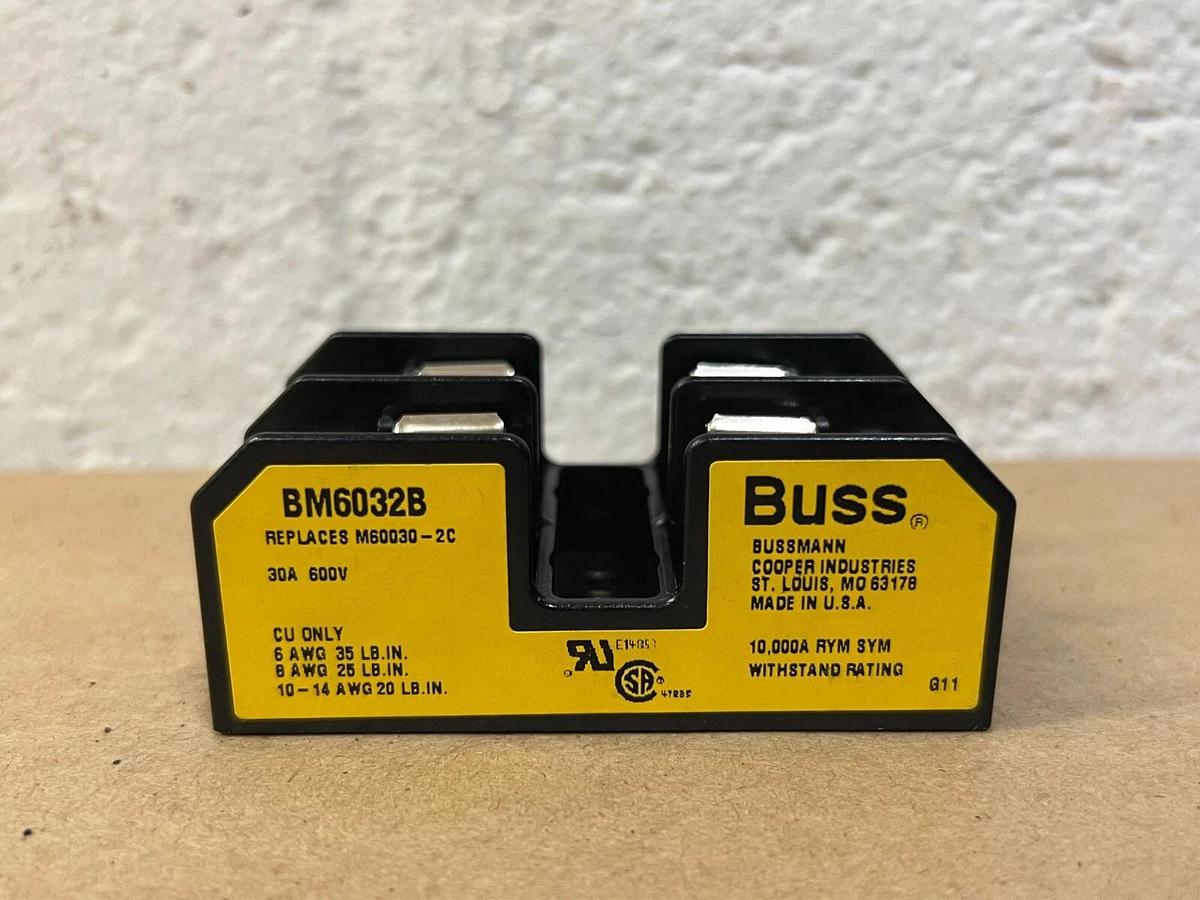 BM6032B
REPLACES M60030-2C
30A 600V
CU ONLY
6 AWG 35 LB.IN.
8 AWG 25 LB.IN.
10-14 AWG 20 LB.IN.
Buss®
BUSSMANN
COOPER INDUSTRIES
ST. LOUIS, MO 63178
MADE IN U.S.A.
10,000A RYM SYM
WITHSTAND RATING
G11